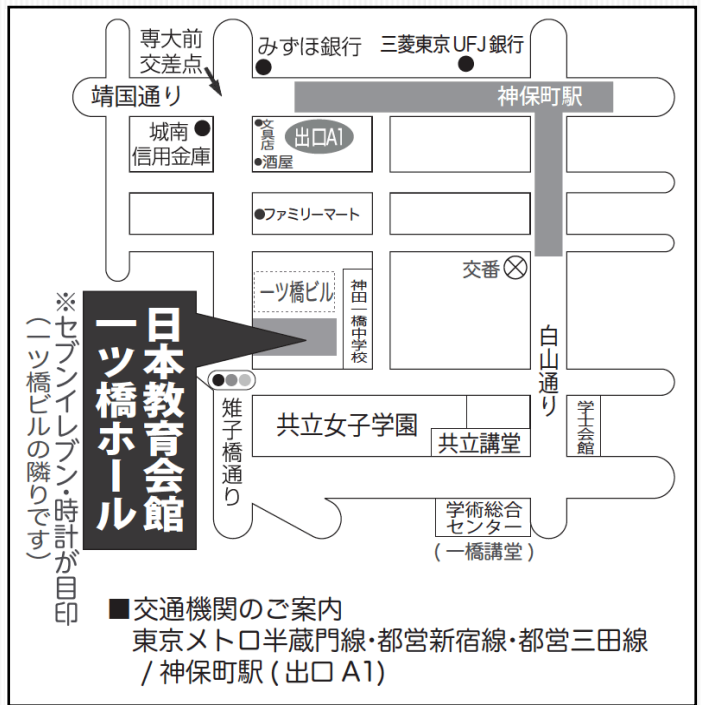 専大前
交差点
みずほ銀行
三菱東京UFJ銀行
靖国通り
神保町駅
城南
信用金庫
文具店
出口A1
酒屋
ファミリーマート
交番
一ツ橋ビル
神田一橋中学校
日本教育会館
一ツ橋ホール
※セブンイレブン・時計が目印
(一ツ橋ビルの隣りです)
白山通り
雉子橋通り
共立女子学園
共立講堂
学士会館
学術総合
センター
(一橋講堂)
■交通機関のご案内
東京メトロ半蔵門線・都営新宿線・都営三田線
/ 神保町駅 ( 出口 A1)